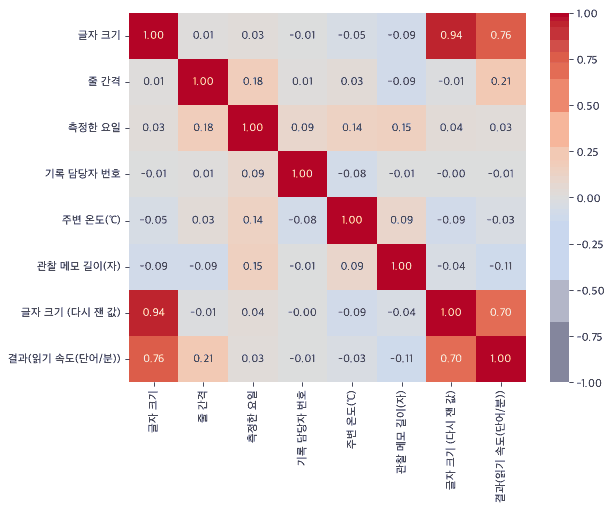 글자 크기 1.00 0.01 0.03 -0.01 -0.05 -0.09 0.94 0.76
줄 간격 0.01 1.00 0.18 0.01 0.03 -0.09 -0.01 0.21
측정한 요일 0.03 0.18 1.00 0.09 0.14 0.15 0.04 0.03
기록 담당자 번호 -0.01 0.01 0.09 1.00 -0.08 -0.01 -0.00 -0.01
주변 온도(℃) -0.05 0.03 0.14 -0.08 1.00 0.09 -0.09 -0.03
관찰 메모 길이(자) -0.09 -0.09 0.15 -0.01 0.09 1.00 -0.04 -0.11
글자 크기 (다시 잰 값) 0.94 -0.01 0.04 -0.00 -0.09 -0.04 1.00 0.70
결과(읽기 속도(단어/분)) 0.76 0.21 0.03 -0.01 -0.03 -0.11 0.70 1.00
글자 크기
줄 간격
측정한 요일
기록 담당자 번호
주변 온도(℃)
관찰 메모 길이(자)
글자 크기 (다시 잰 값)
결과(읽기 속도(단어/분))
1.00
0.75
0.50
0.25
0.00
-0.25
-0.50
-0.75
-1.00